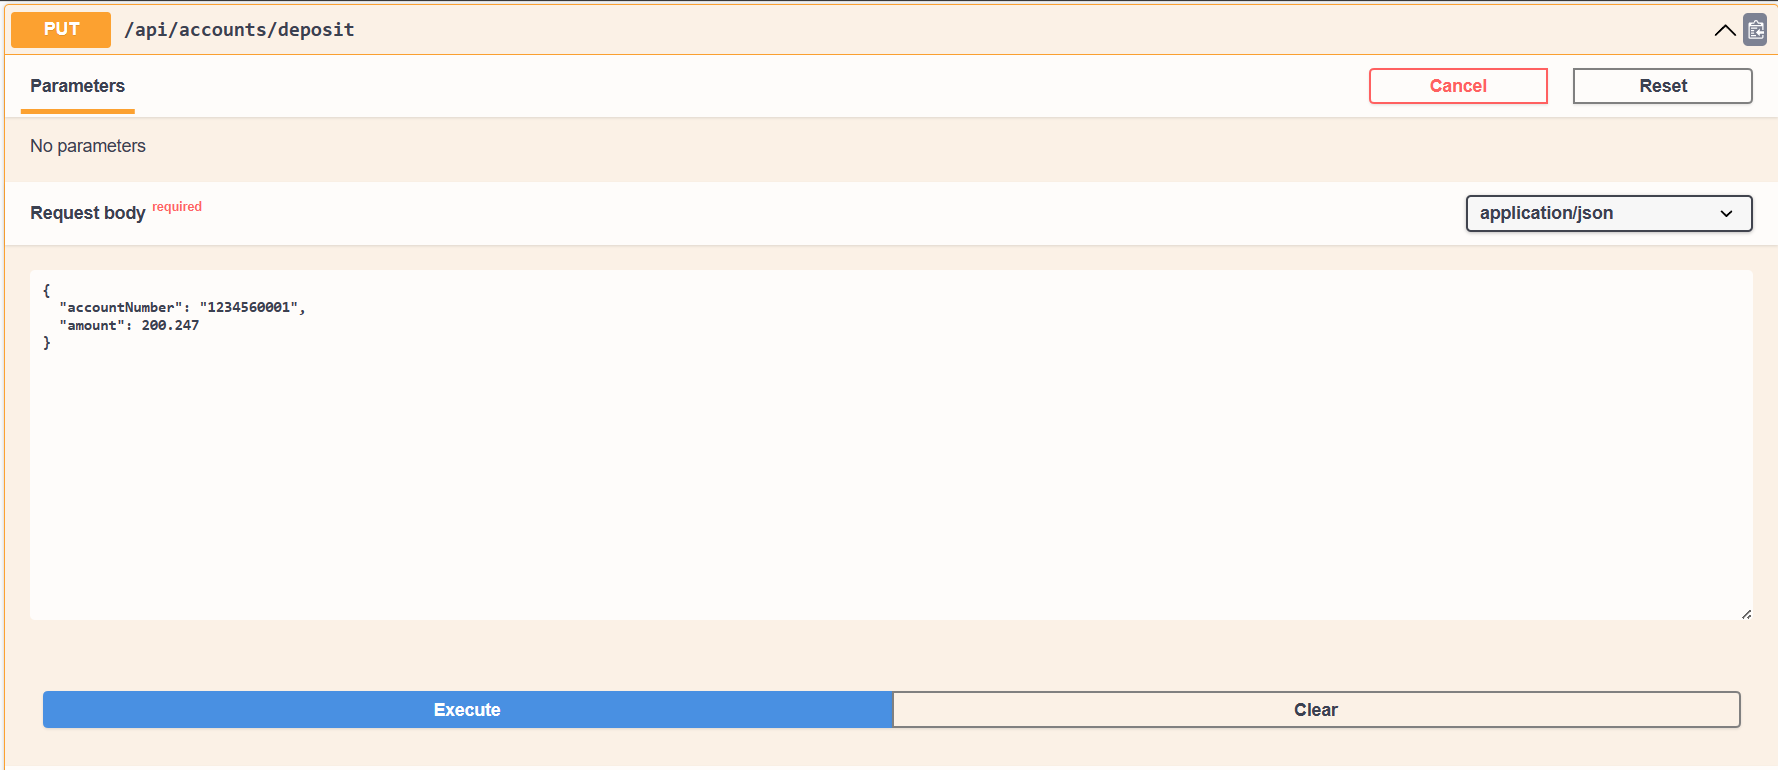 PUT /api/accounts/deposit
Parameters
Cancel
Reset
No parameters
Request body required
application/json
{
  "accountNumber": "1234560001",
  "amount": 200.247
}
Execute
Clear